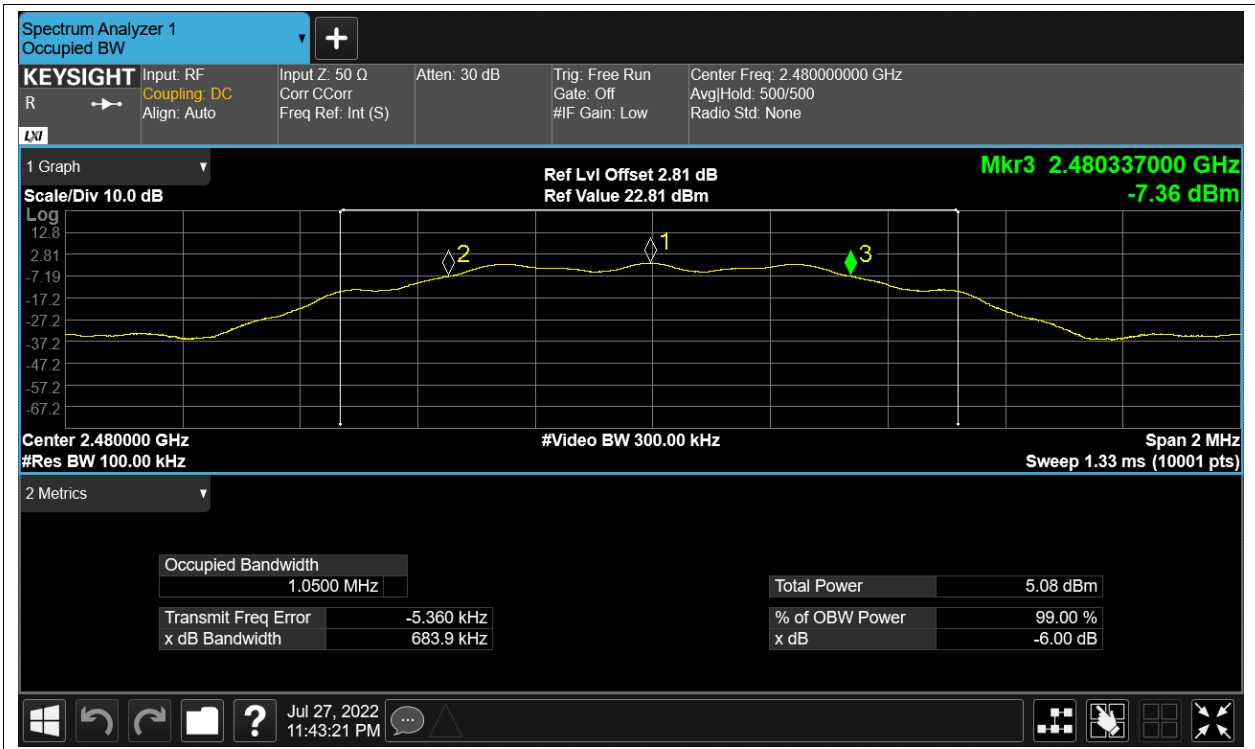 Spectrum Analyzer 1
Occupied BW
KEYSIGHT
R
LXI
Input: RF
Coupling: DC
Align: Auto
Input Z: 50 Ω
Corr CCorr
Freq Ref: Int (S)
Atten: 30 dB
Trig: Free Run
Gate: Off
#IF Gain: Low
Center Freq: 2.480000000 GHz
Avg|Hold: 500/500
Radio Std: None
1 Graph
Scale/Div 10.0 dB
Ref Lvl Offset 2.81 dB
Ref Value 22.81 dBm
Mkr3 2.480337000 GHz
-7.36 dBm
Log
12.8
2.81
-7.19
-17.2
-27.2
-37.2
-47.2
-57.2
-67.2
2
1
3
Center 2.480000 GHz
#Res BW 100.00 kHz
#Video BW 300.00 kHz
Span 2 MHz
Sweep 1.33 ms (10001 pts)
2 Metrics
Occupied Bandwidth
1.0500 MHz
Transmit Freq Error -5.360 kHz
x dB Bandwidth 683.9 kHz
Total Power 5.08 dBm
% of OBW Power 99.00 %
x dB -6.00 dB
?
Jul 27, 2022
11:43:21 PM